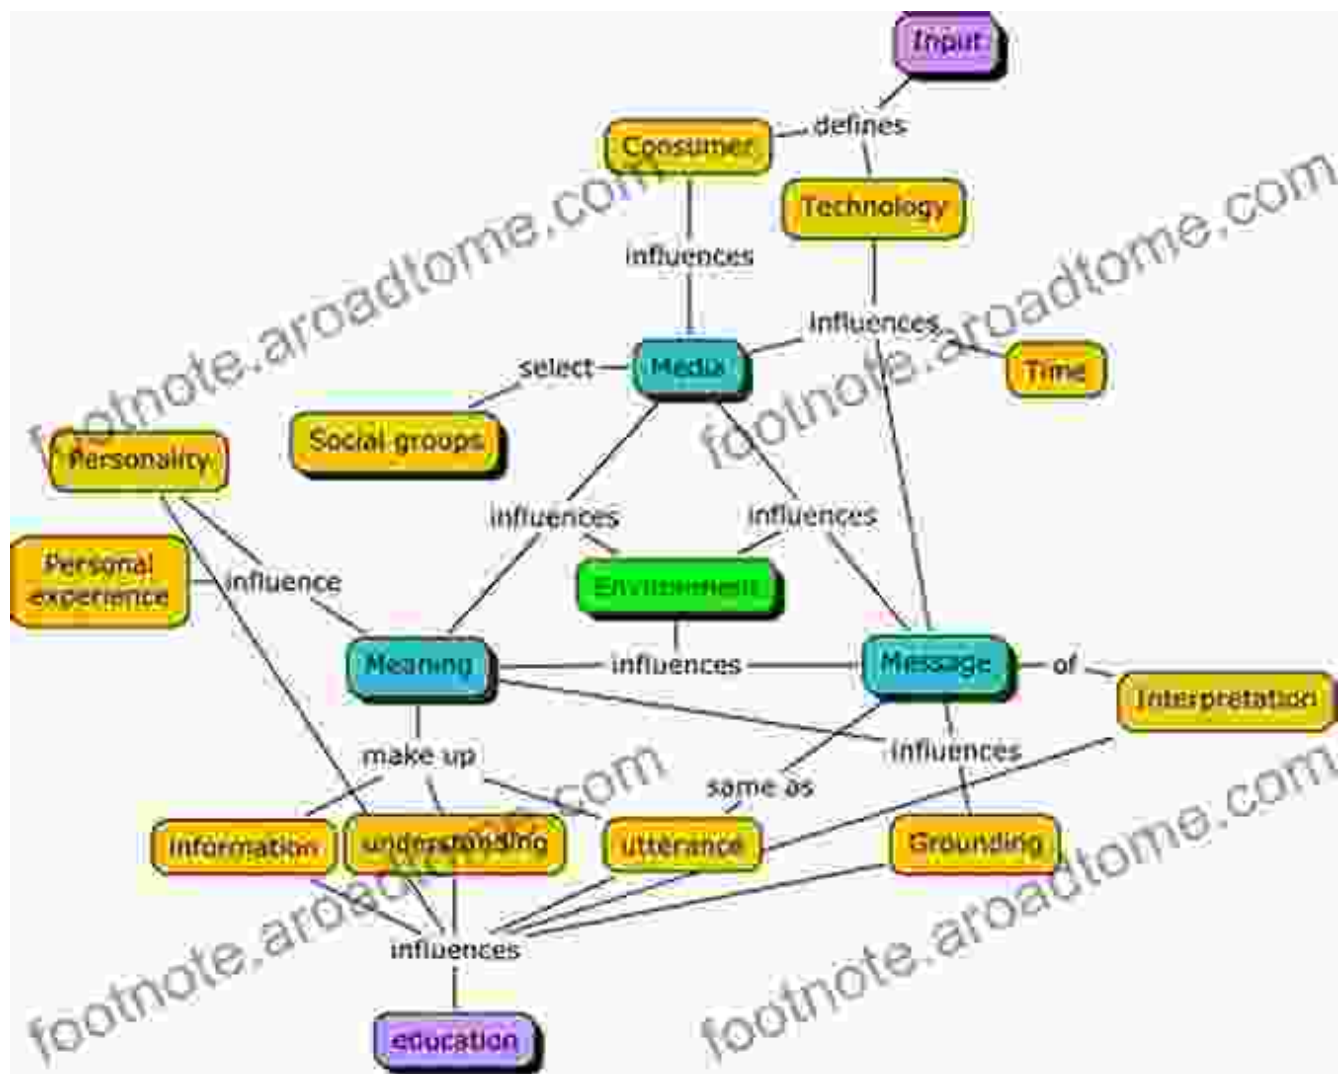 Input
defines
Consumer
Technology
influences
influences
Time
Media
select
Social groups
Personality
influences
influences
Personal
experience
influence
Environment
Meaning
influences
Message
of
Interpretation
make up
influences
same as
information
understanding
utterance
Grounding
influences
education
footnote.aroadtome.com
footnote.aroadtome.com
footnote.aroadtome.com
footnote.aroadtome.com